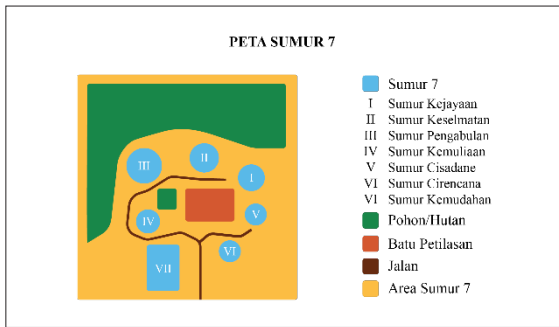 PETA SUMUR 7
III
II
I
IV
V
VI
VII
Sumur 7
I Sumur Kejayaan
II Sumur Keselmatan
III Sumur Pengabulan
IV Sumur Kemuliaan
V Sumur Cisadane
VI Sumur Cirencana
VI Sumur Kemudahan
Pohon/Hutan
Batu Petilasan
Jalan
Area Sumur 7